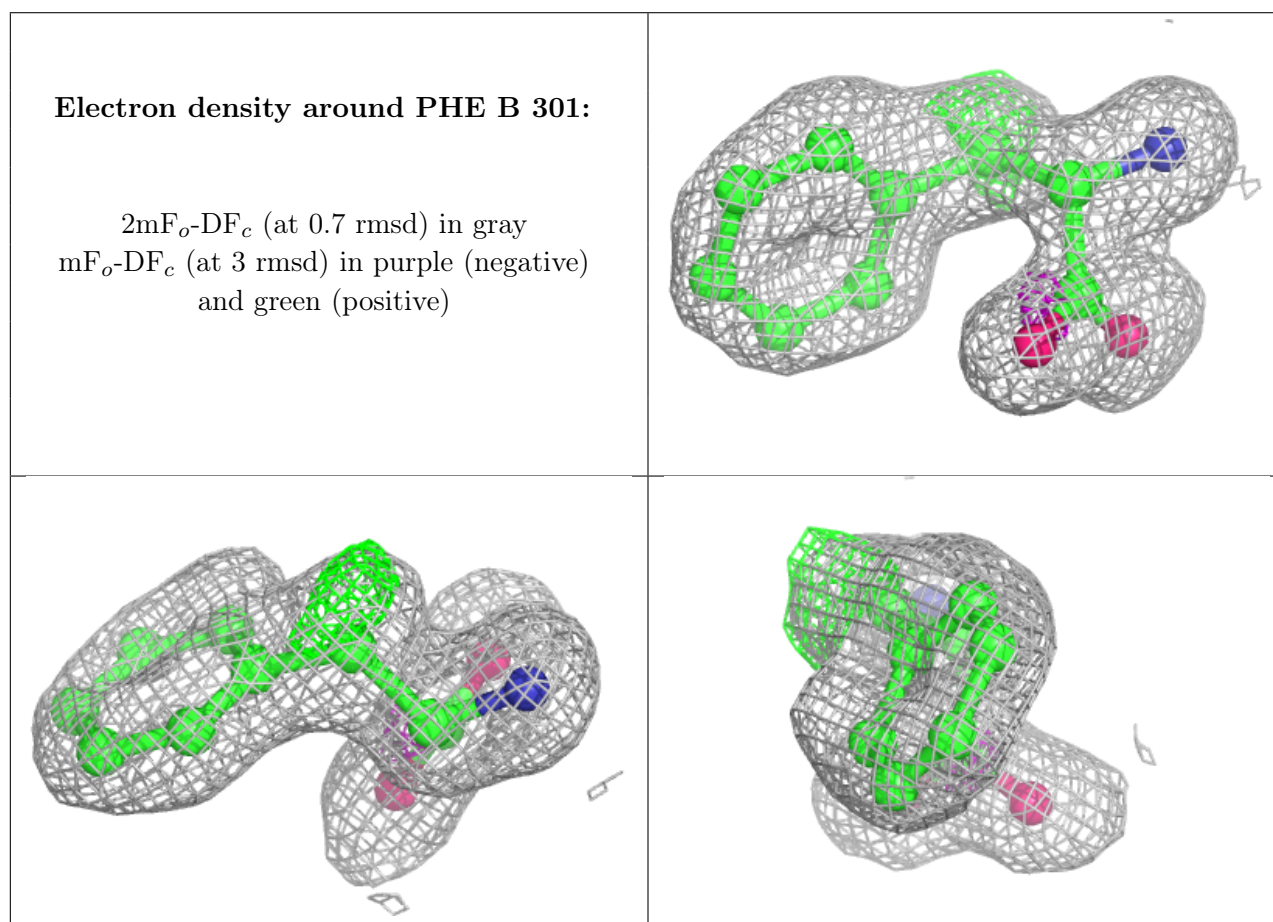 Electron density around PHE B 301:
2mFo-DFc (at 0.7 rmsd) in gray
mFo-DFc (at 3 rmsd) in purple (negative)
and green (positive)